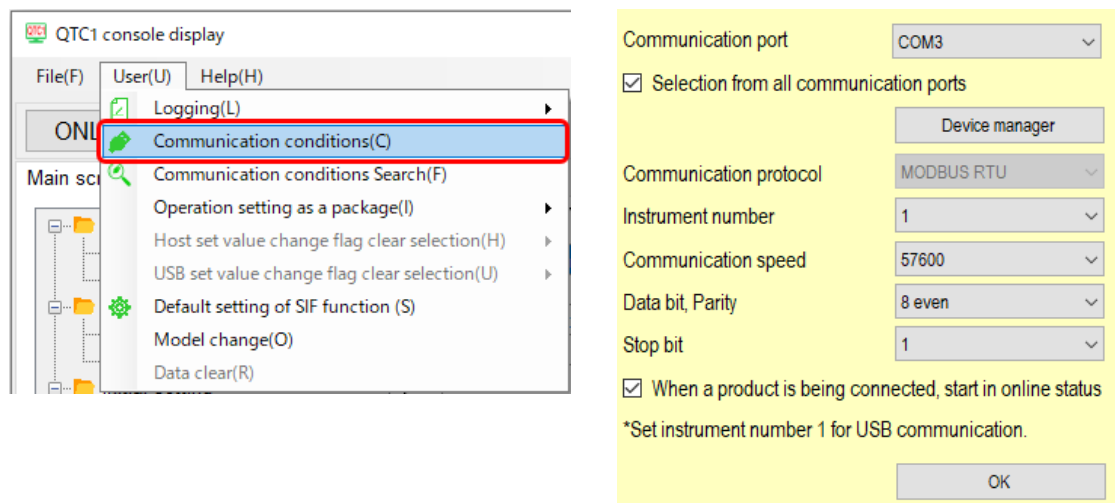 QTC1 console display
File(F) User(U) Help(H)
Logging(L)
ONL
Communication conditions(C)
Main scr
Communication conditions Search(F)
Operation setting as a package(I)
Host set value change flag clear selection(H)
USB set value change flag clear selection(U)
Default setting of SIF function (S)
Model change(O)
Data clear(R)
Communication port COM3
Selection from all communication ports
Device manager
Communication protocol MODBUS RTU
Instrument number 1
Communication speed 57600
Data bit, Parity 8 even
Stop bit 1
When a product is being connected, start in online status
*Set instrument number 1 for USB communication.
OK